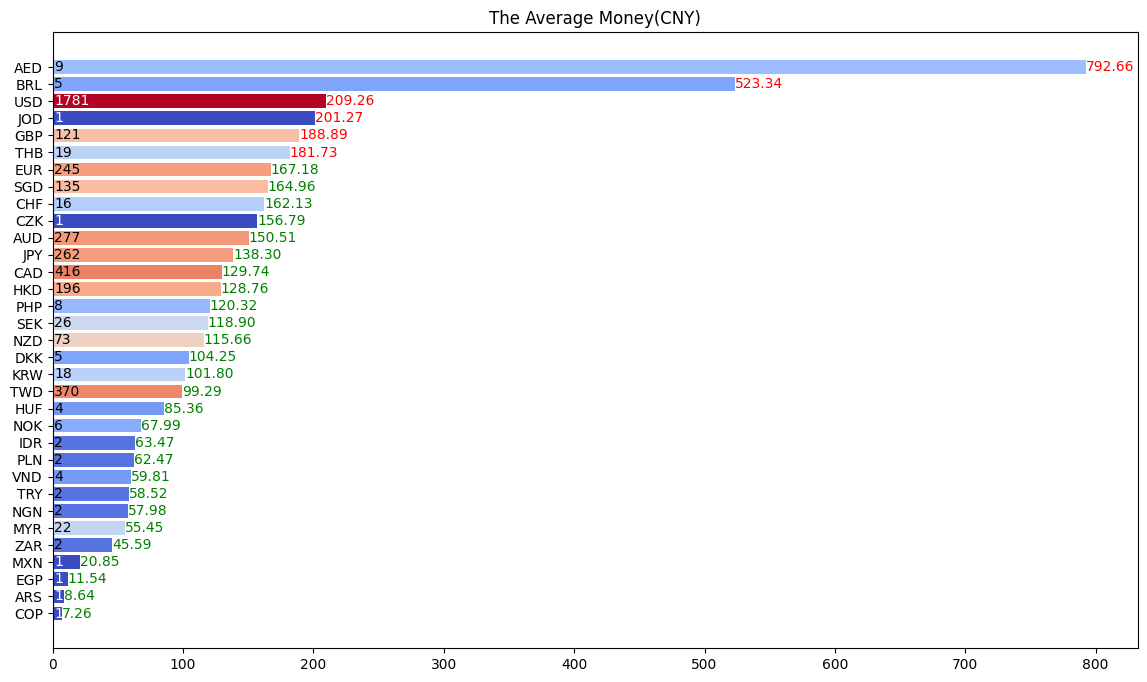 The Average Money(CNY)
AED 9 792.66
BRL 5 523.34
USD 1781 209.26
JOD 1 201.27
GBP 121 188.89
THB 19 181.73
EUR 245 167.18
SGD 135 164.96
CHF 16 162.13
CZK 1 156.79
AUD 277 150.51
JPY 262 138.30
CAD 416 129.74
HKD 196 128.76
PHP 8 120.32
SEK 26 118.90
NZD 73 115.66
DKK 5 104.25
KRW 18 101.80
TWD 370 99.29
HUF 4 85.36
NOK 6 67.99
IDR 2 63.47
PLN 2 62.47
VND 4 59.81
TRY 2 58.52
NGN 2 57.98
MYR 22 55.45
ZAR 2 45.59
MXN 1 20.85
EGP 1 11.54
ARS 1 8.64
COP 1 7.26
0 100 200 300 400 500 600 700 800